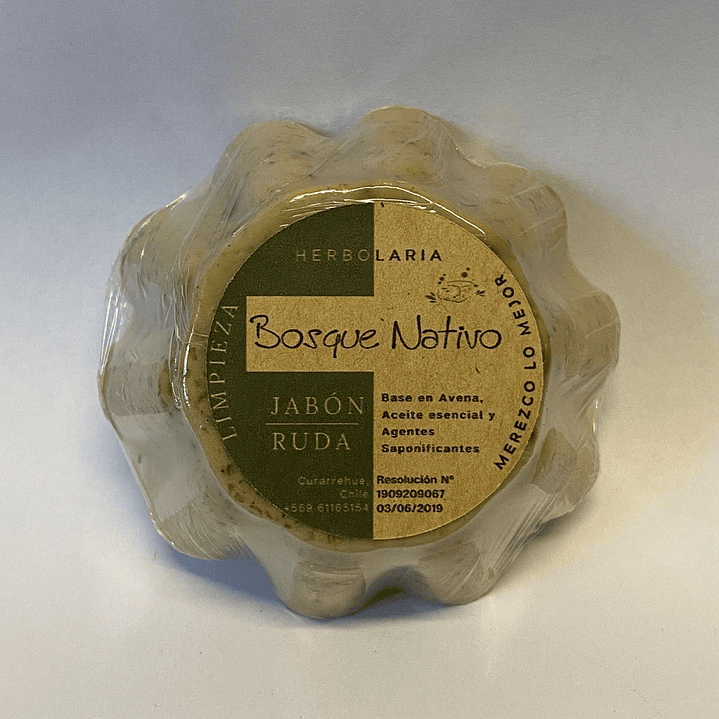 HERBOLARIA
Bosque Nativo
LIMPIEZA
JABÓN
RUDA
Base en Avena,
Aceite esencial y
Agentes
Saponificantes
MEREZCO LO MEJOR
Curarrehue,
Chile
+569 61165154
Resolución Nº
1909209067
03/06/2019